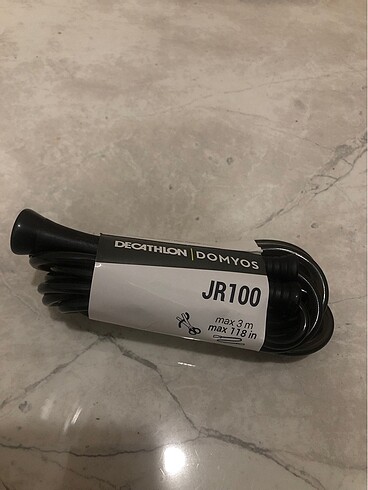 DECATHLON | DOMYOS
JR100
max 3 m
max 118 in